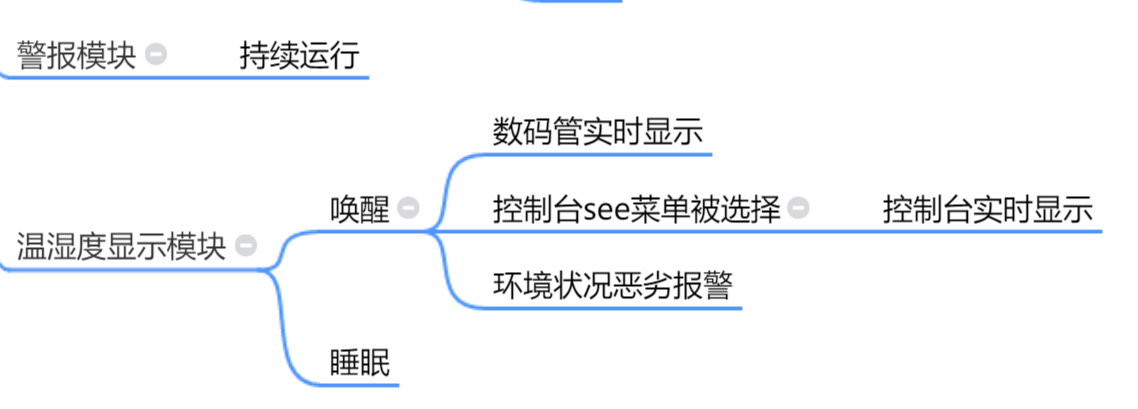 警报模块
持续运行
数码管实时显示
唤醒
控制台see菜单被选择
控制台实时显示
温湿度显示模块
环境状况恶劣报警
睡眠